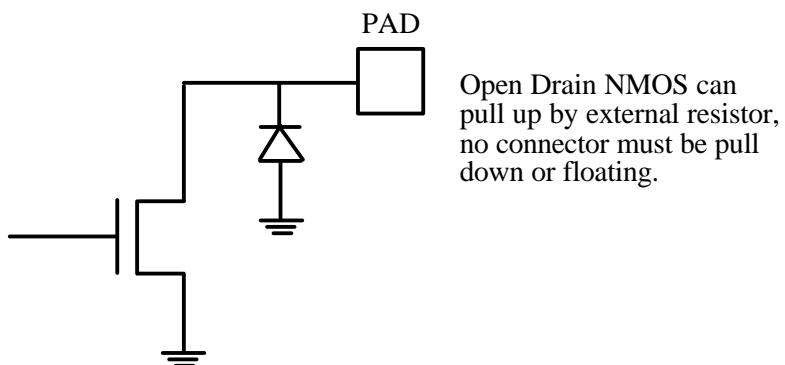 PAD
Open Drain NMOS can
pull up by external resistor,
no connector must be pull
down or floating.